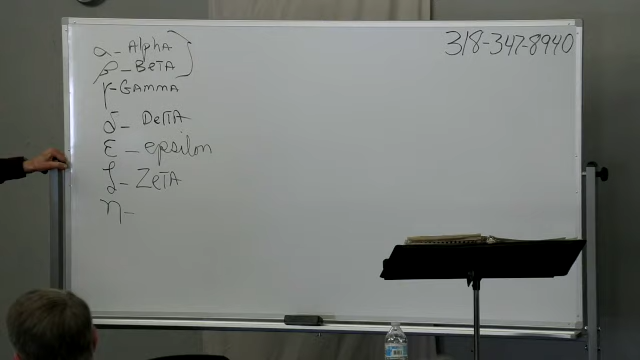 α - Alpha
β - Beta
γ - Gamma
δ - Delta
ε - epsilon
ζ - Zeta
η -
318-347-8940